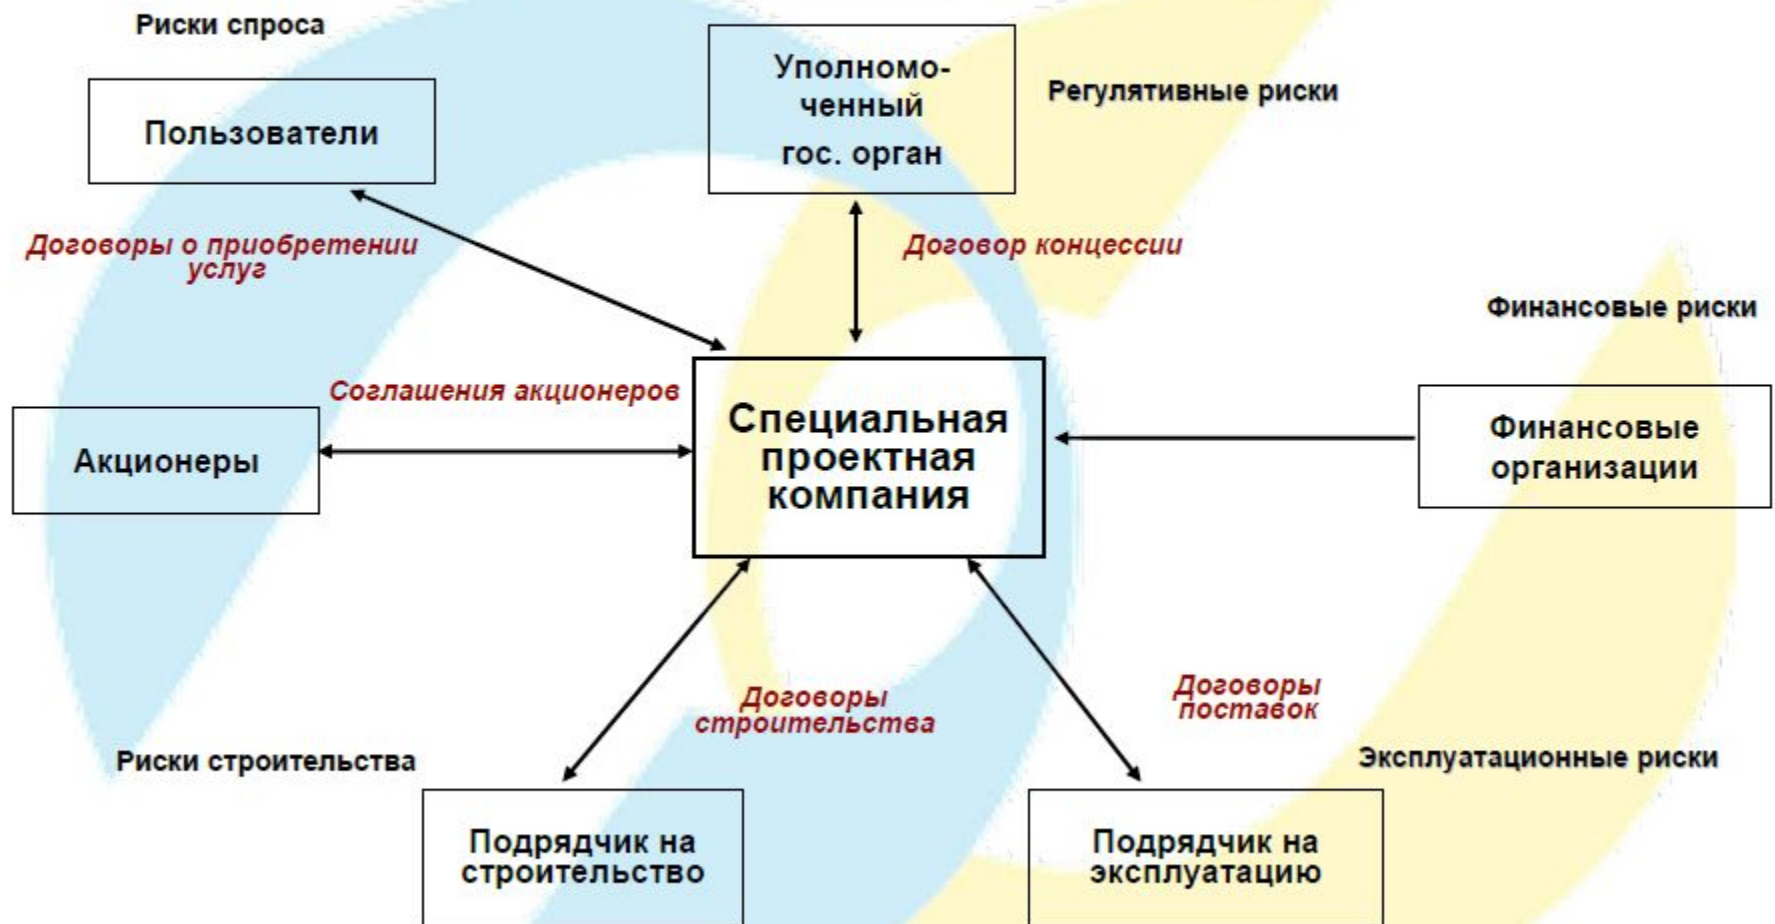 Риски спроса
Уполномо-
ченный
гос. орган
Регулятивные риски
Пользователи
Договоры о приобретении
услуг
Договор концессии
Финансовые риски
Соглашения акционеров
Акционеры
Специальная
проектная
компания
Финансовые
организации
Договоры
строительства
Договоры
поставок
Риски строительства
Эксплуатационные риски
Подрядчик на
строительство
Подрядчик на
эксплуатацию